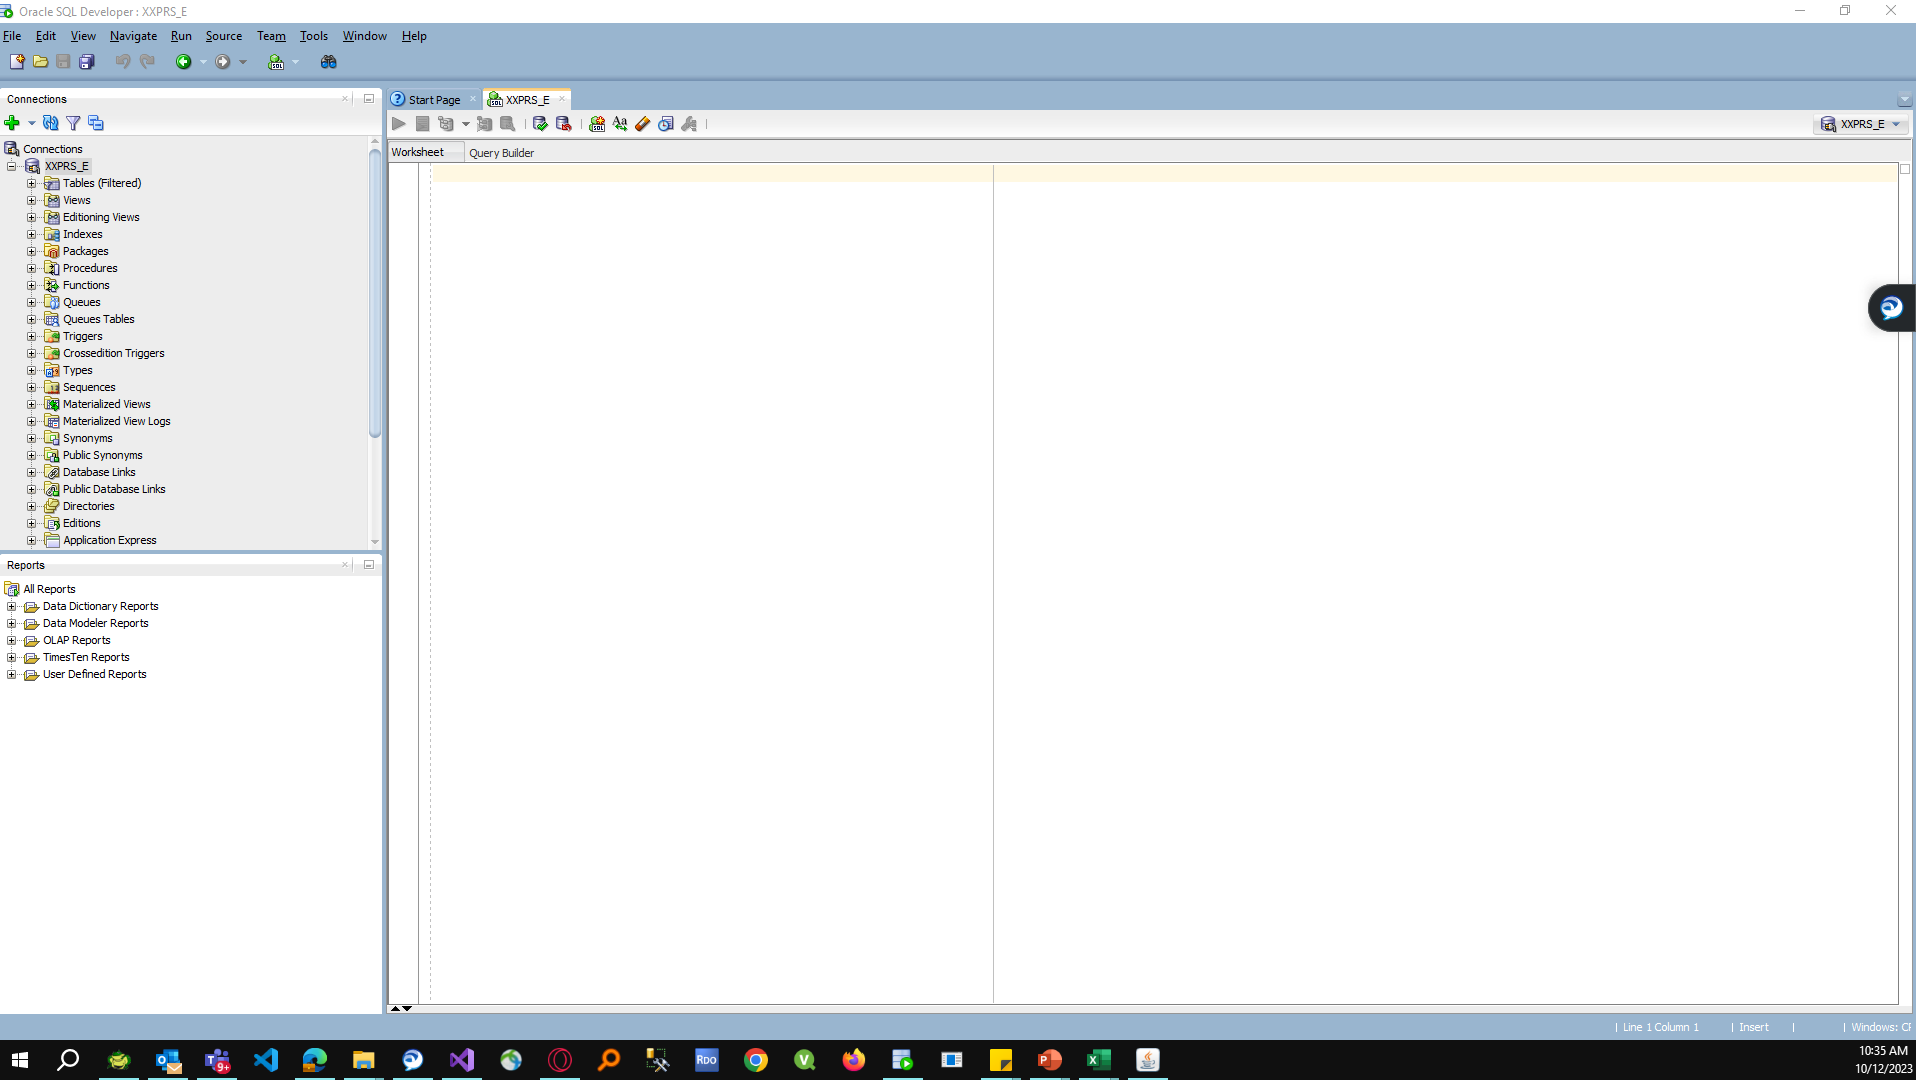 Oracle SQL Developer : XXPRS_E
File Edit View Navigate Run Source Team Tools Window Help
Connections
Start Page
XXPRS_E
XXPRS_E
Worksheet
Query Builder
Connections
XXPRS_E
Tables (Filtered)
Views
Editioning Views
Indexes
Packages
Procedures
Functions
Queues
Queues Tables
Triggers
Crossedition Triggers
Types
Sequences
Materialized Views
Materialized View Logs
Synonyms
Public Synonyms
Database Links
Public Database Links
Directories
Editions
Application Express
Reports
All Reports
Data Dictionary Reports
Data Modeler Reports
OLAP Reports
TimesTen Reports
User Defined Reports
Line 1 Column 1
Insert
Windows: CF
9+
RDO
10:35 AM
10/12/2023